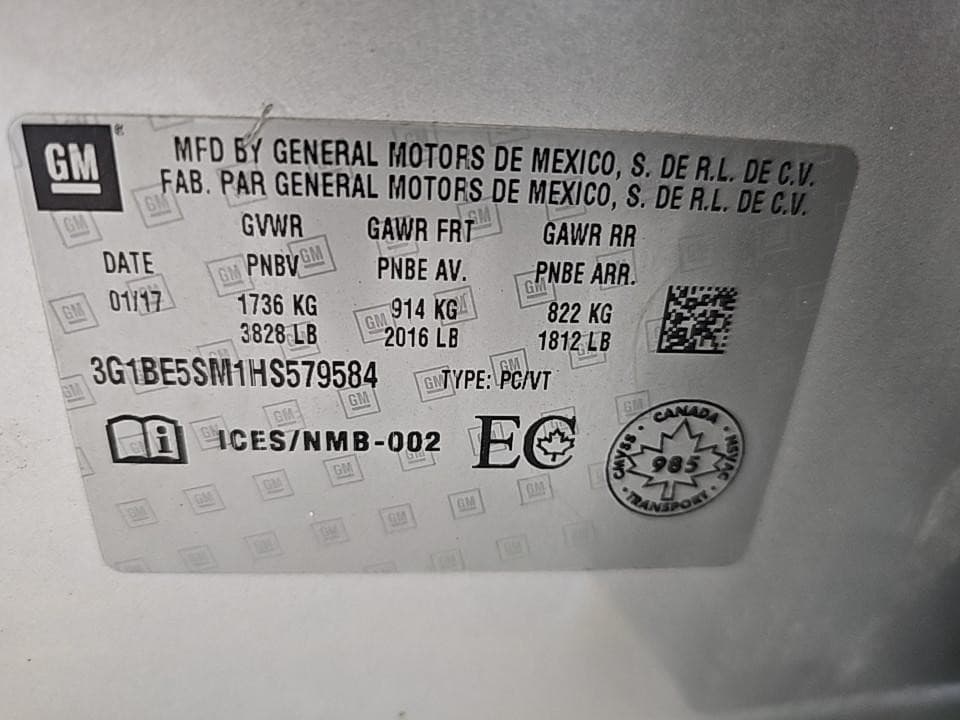 GM
MFD BY GENERAL MOTORS DE MEXICO, S. DE R.L. DE C.V.
FAB. PAR GENERAL MOTORS DE MEXICO, S. DE R.L. DE C.V.
DATE GVWR GAWR FRT GAWR RR
PNBV PNBE AV. PNBE ARR.
01/17 1736 KG 914 KG 822 KG
3828 LB 2016 LB 1812 LB
3G1BE5SM1HS579584 TYPE: PC/VT
i ICES/NMB-002 EC
CANADA
CMVSS 985 NSVAC
TRANSPORT